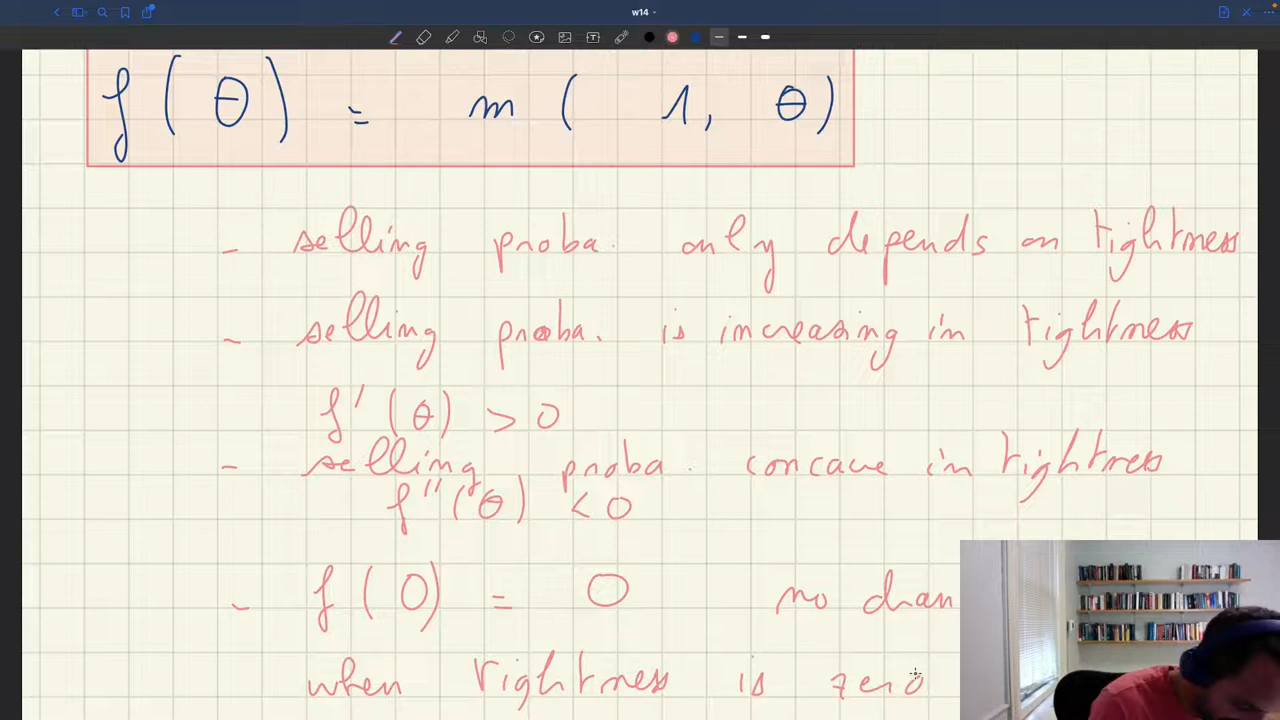 w14
f(θ) = m(1, θ)
- selling proba. only depends on tightness
- selling proba. is increasing in tightness
f'(θ) > 0
- selling proba. concave in tightness
f''(θ) < 0
- f(0) = 0 no chan
when tightness is zero